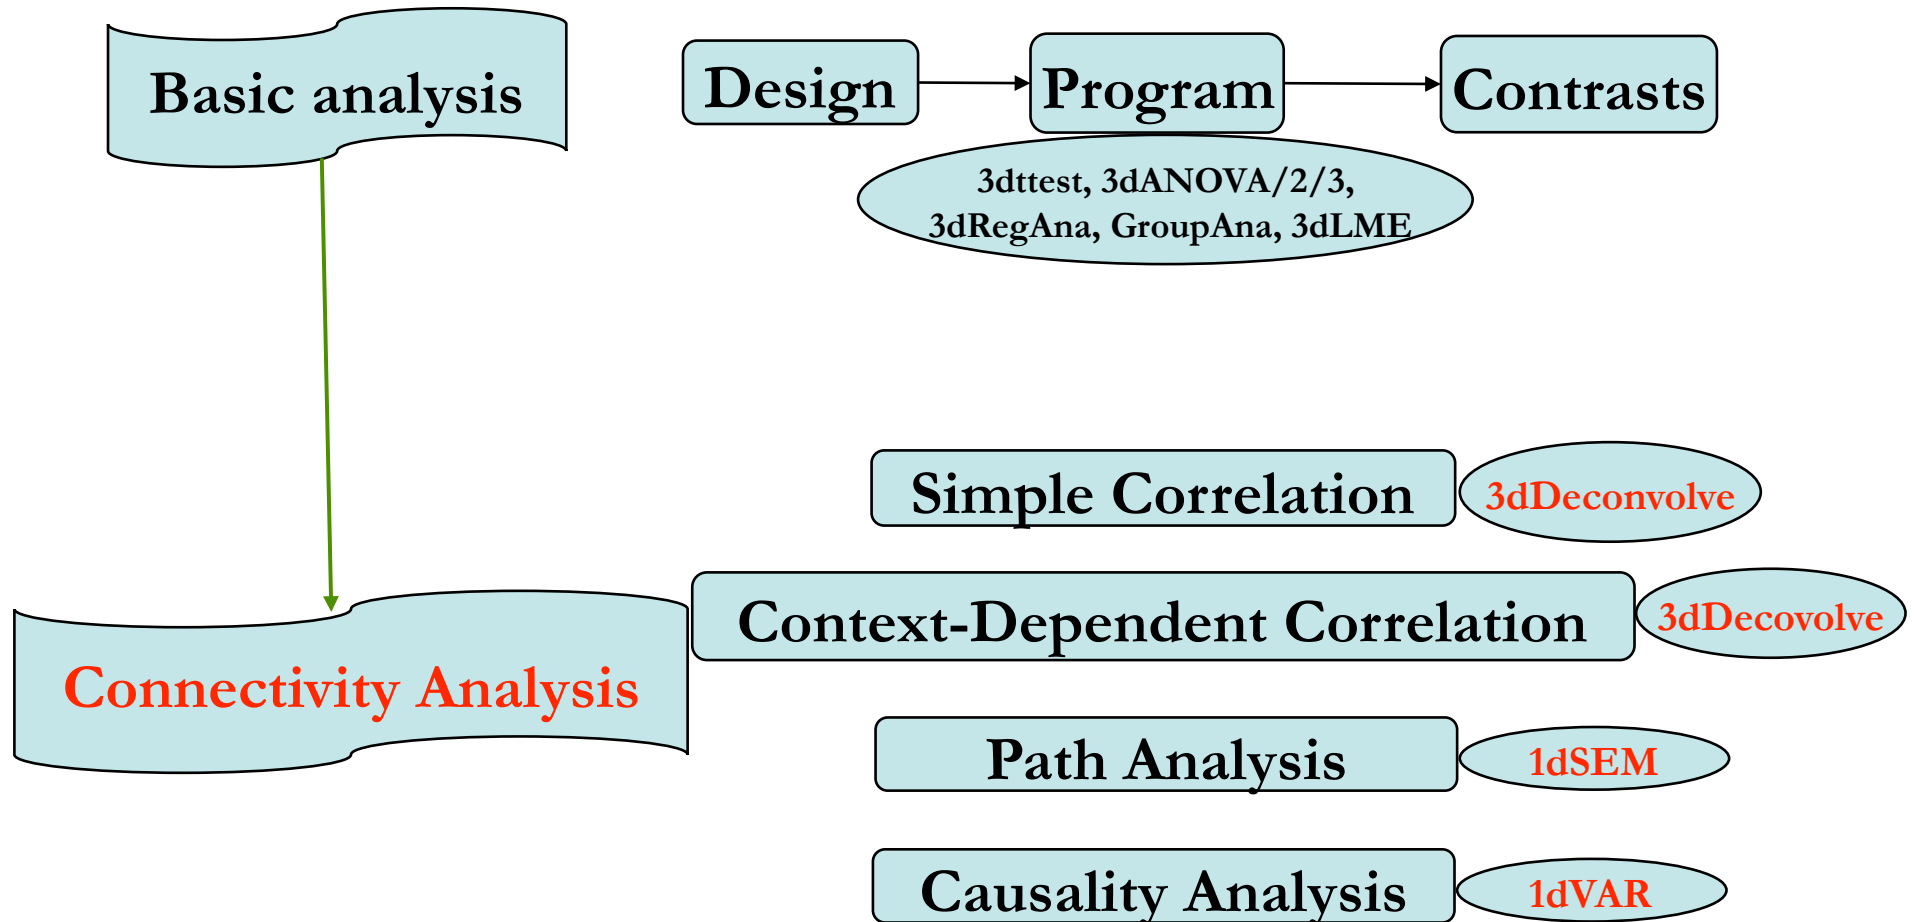 Basic analysis
Design
Program
Contrasts
3dttest, 3dANOVA/2/3,
3dRegAna, GroupAna, 3dLME
Simple Correlation
3dDeconvolve
Context-Dependent Correlation
3dDecovolve
Connectivity Analysis
Path Analysis
1dSEM
Causality Analysis
1dVAR